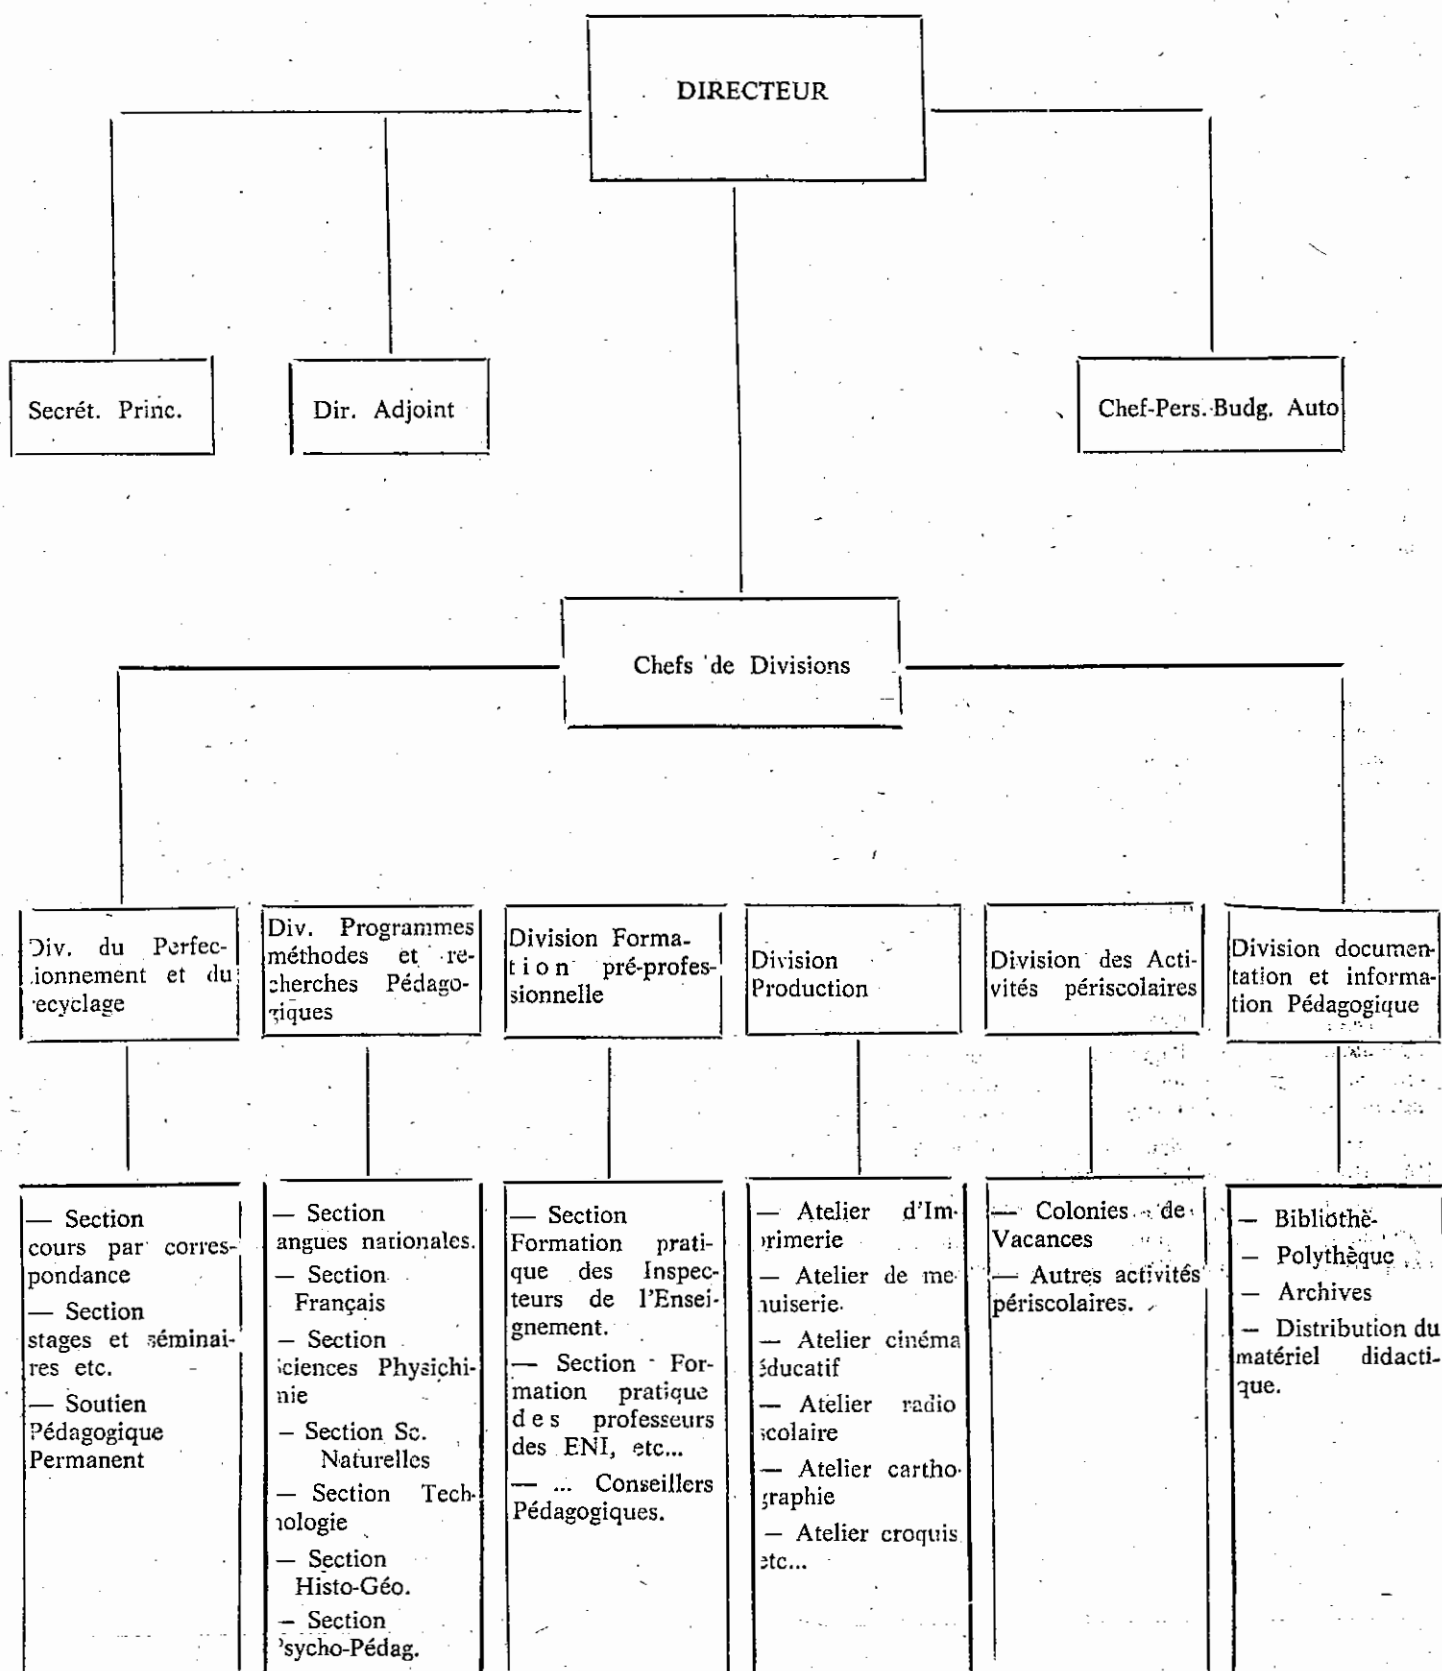 DIRECTEUR
Secrét. Princ.
Dir. Adjoint
Chef-Pers. Budg. Auto
Chefs de Divisions
Div. du Perfec-
ionnement et du
ecyclage
Div. Programmes
méthodes et re-
cherches Pédago-
giques
Division Forma-
tion pré-profes-
sionnelle
Division
Production
Division des Acti-
vités périscolaires
Division documen-
tation et informa-
tion Pédagogique
— Section
cours par corres-
pondance
— Section
stages et séminai-
res etc.
— Soutien
Pédagogique
Permanent
— Section
angues nationales.
— Section
Français
— Section
sciences Physichi-
nie
— Section Sc.
Naturelles
— Section Tech-
nologie
— Section
Histo-Géo.
— Section
Psycho-Pédag.
— Section
Formation prati-
que des Inspec-
teurs de l'Ensei-
gnement.
— Section For-
mation pratique
des professeurs
des ENI, etc...
— ... Conseillers
Pédagogiques.
— Atelier d'Im-
primerie
— Atelier de me-
nuiserie.
— Atelier cinéma
éducatif
— Atelier radio
scolaire
— Atelier cartho-
graphie
— Atelier croquis
etc...
— Colonies de
Vacances
— Autres activités
périscolaires.
— Bibliothè-
— Polythèque
— Archives
— Distribution du
matériel didacti-
que.